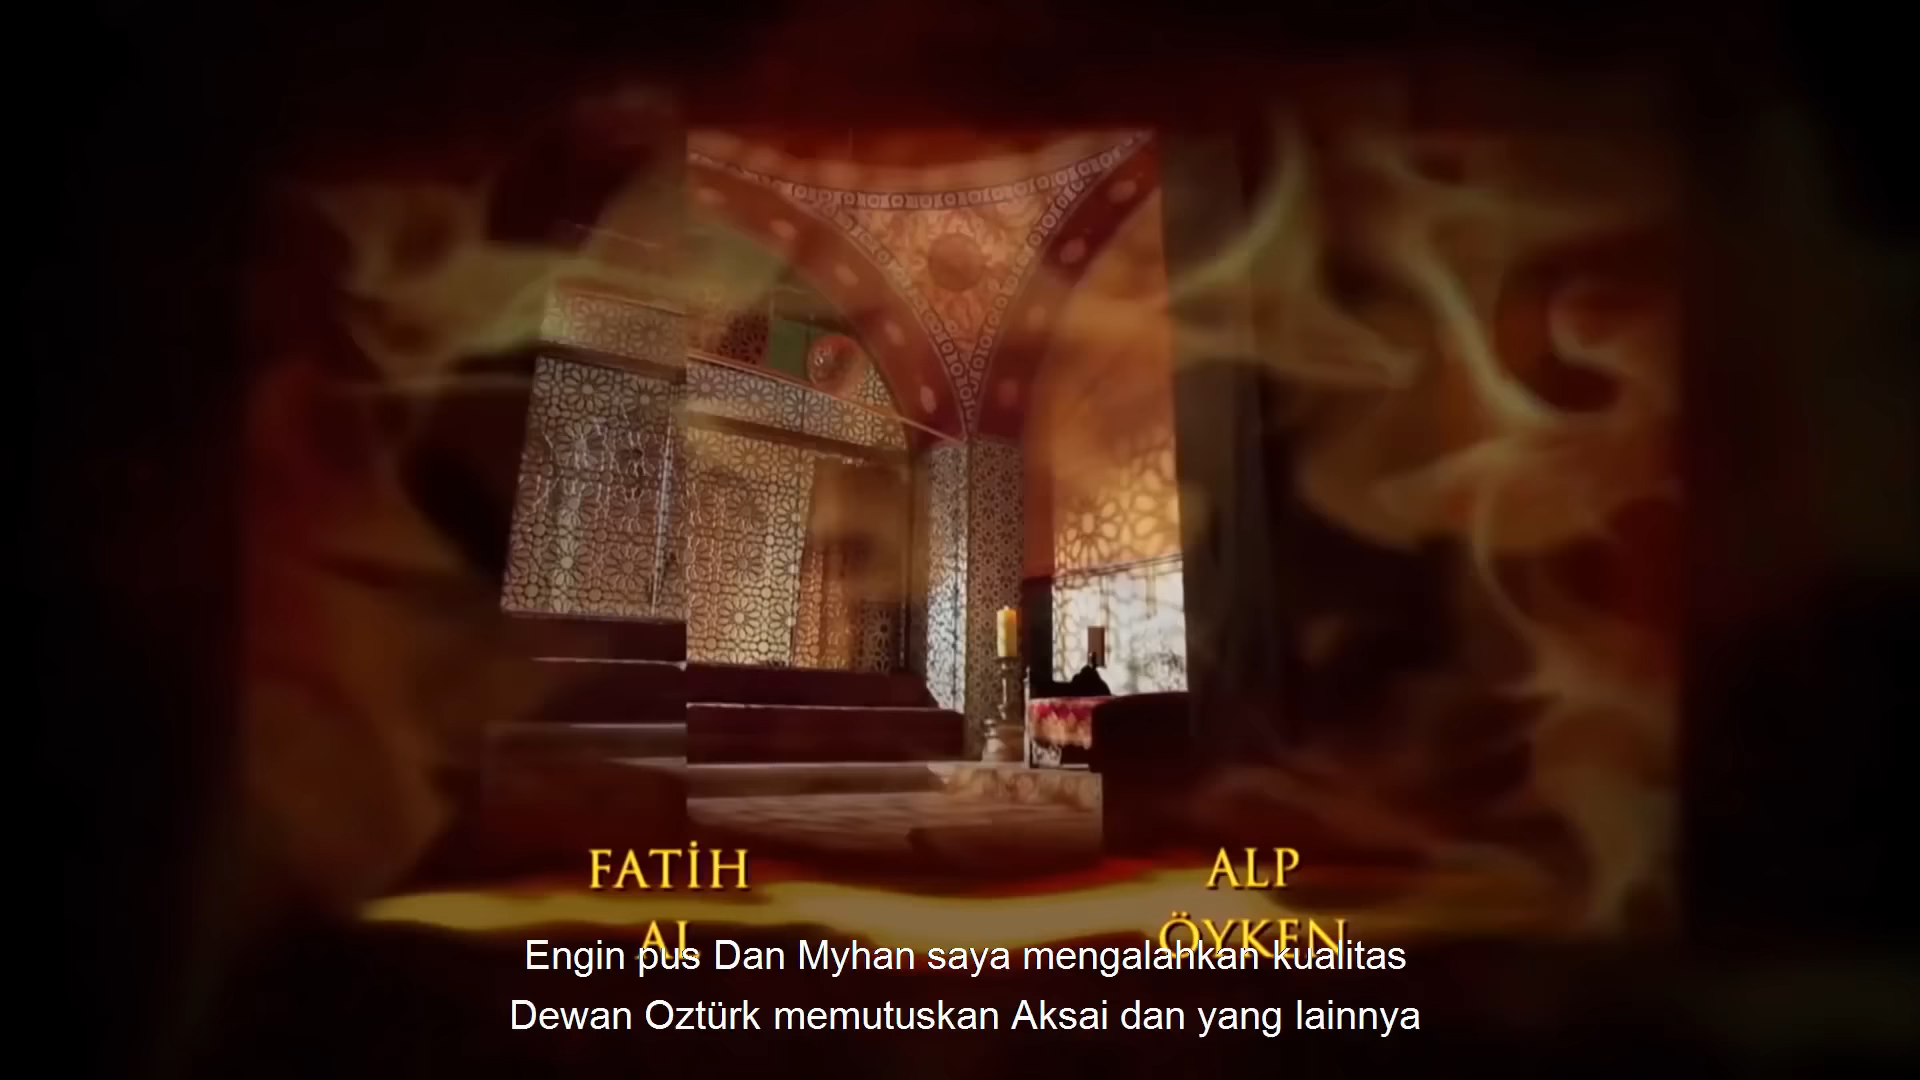 FATİH
ALP
AL
ÖYKEN
Engin pus Dan Myhan saya mengalahkan kualitas
Dewan Oztürk memutuskan Aksai dan yang lainnya